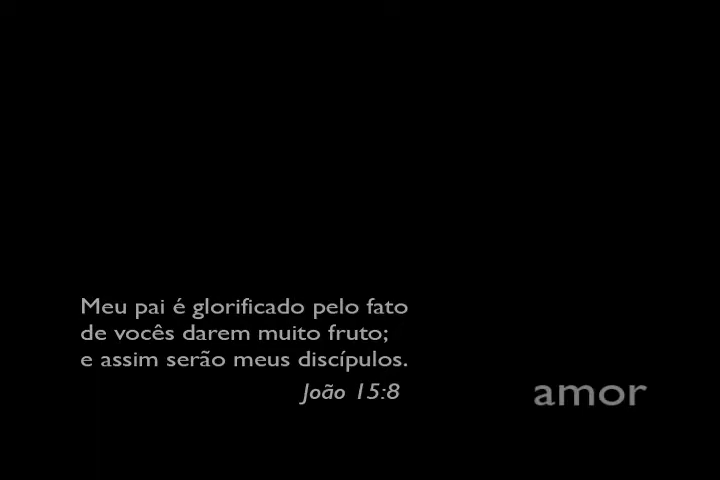 Meu pai é glorificado pelo fato
de vocês darem muito fruto;
e assim serão meus discípulos.
João 15:8
amor